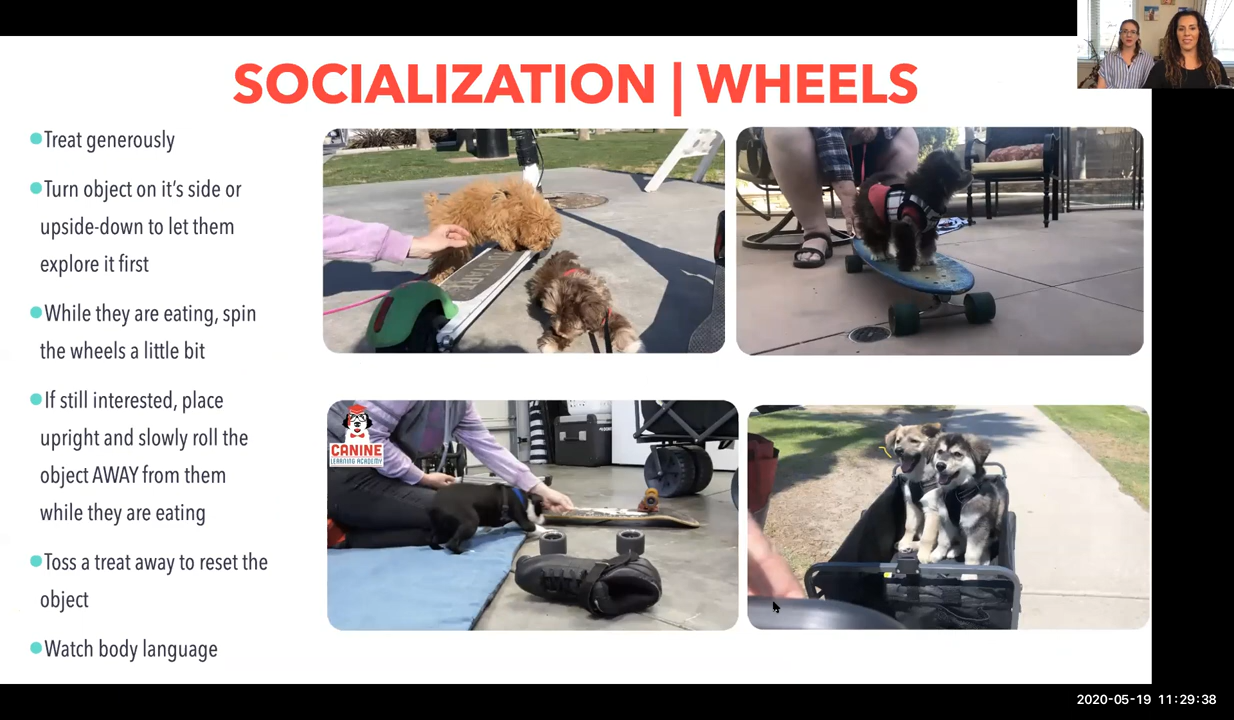 SOCIALIZATION | WHEELS
Treat generously
Turn object on it's side or
upside-down to let them
explore it first
While they are eating, spin
the wheels a little bit
If still interested, place
upright and slowly roll the
object AWAY from them
while they are eating
Toss a treat away to reset the
object
Watch body language
CANINE
LEARNING ACADEMY
2020-05-19 11:29:38